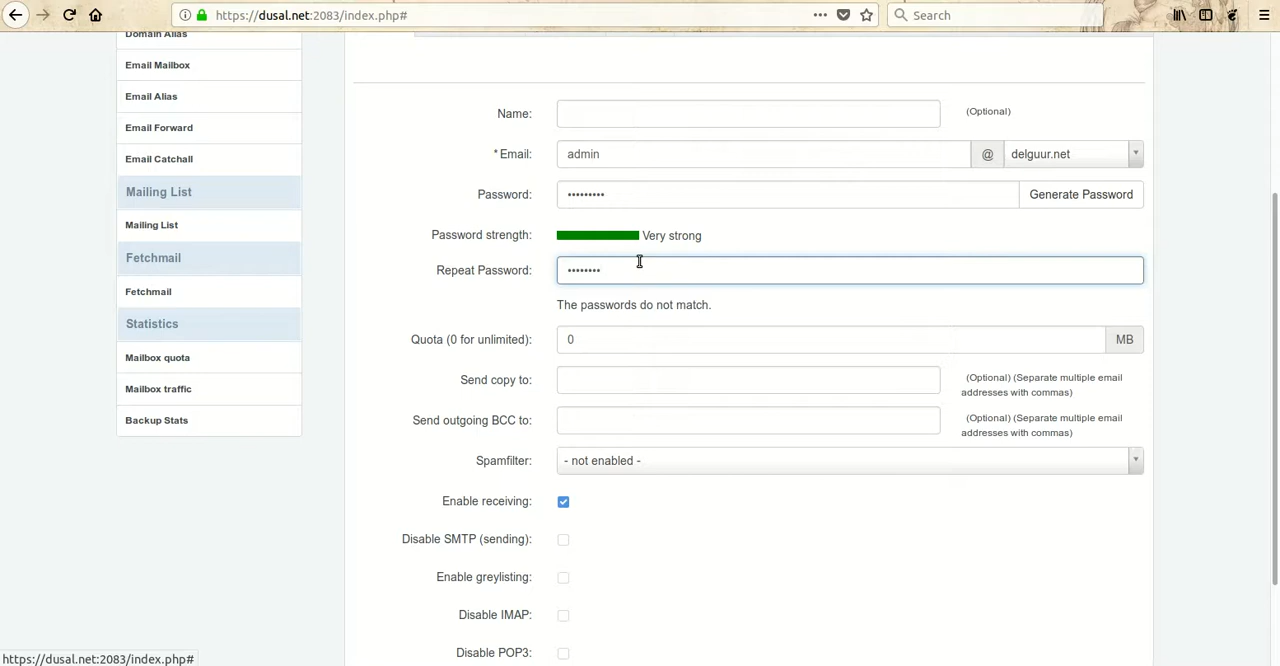 https://dusal.net:2083/index.php#
Search
Domain Alias
Email Mailbox
Email Alias
Email Forward
Email Catchall
Mailing List
Mailing List
Fetchmail
Fetchmail
Statistics
Mailbox quota
Mailbox traffic
Backup Stats
Name: (Optional)
* Email: admin @ delguur.net
Password: ••••••••• Generate Password
Password strength: Very strong
Repeat Password: ••••••••
The passwords do not match.
Quota (0 for unlimited): 0 MB
Send copy to: (Optional) (Separate multiple email
addresses with commas)
Send outgoing BCC to: (Optional) (Separate multiple email
addresses with commas)
Spamfilter: - not enabled -
Enable receiving:
Disable SMTP (sending):
Enable greylisting:
Disable IMAP:
Disable POP3:
https://dusal.net:2083/index.php#